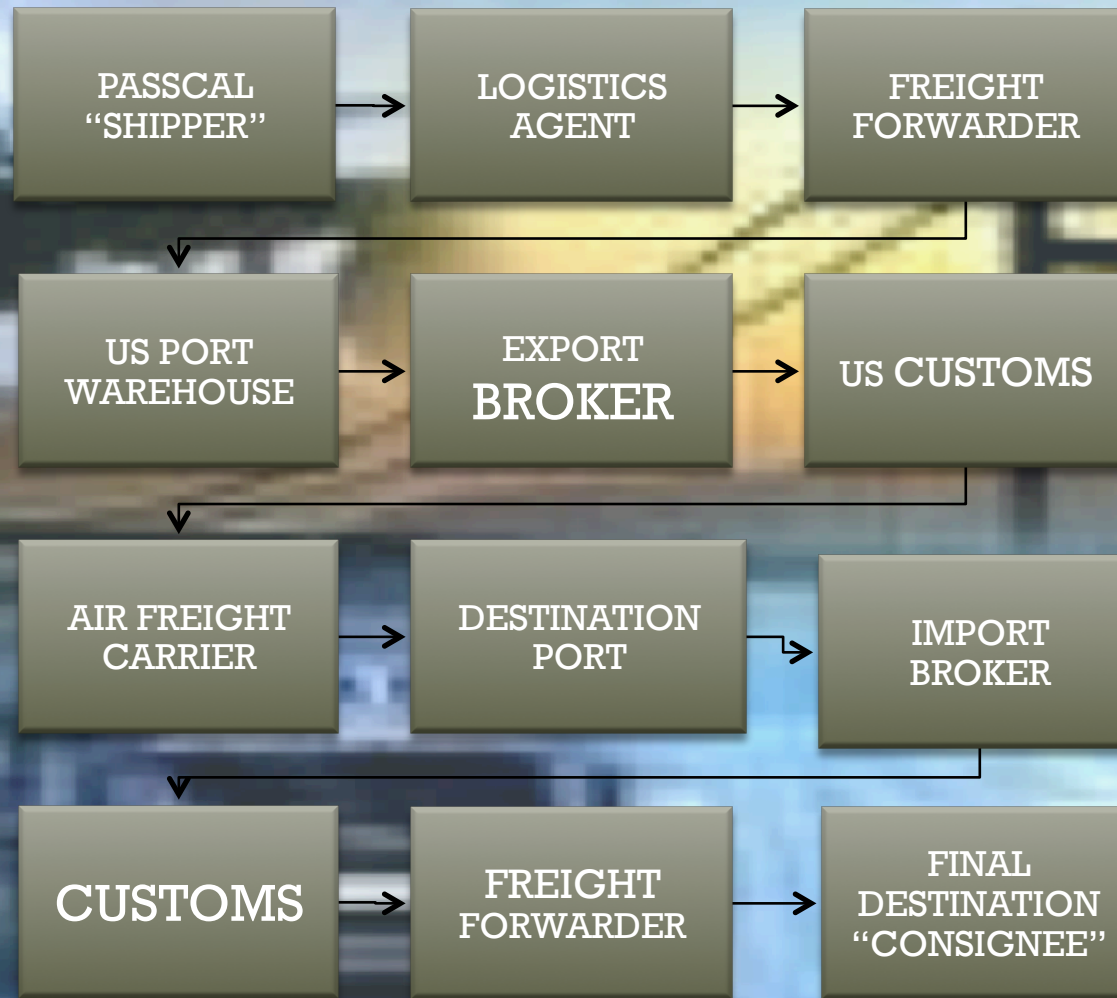 PASSCAL
“SHIPPER”
LOGISTICS
AGENT
FREIGHT
FORWARDER
US PORT
WAREHOUSE
EXPORT
BROKER
US CUSTOMS
AIR FREIGHT
CARRIER
DESTINATION
PORT
IMPORT
BROKER
CUSTOMS
FREIGHT
FORWARDER
FINAL
DESTINATION
“CONSIGNEE”